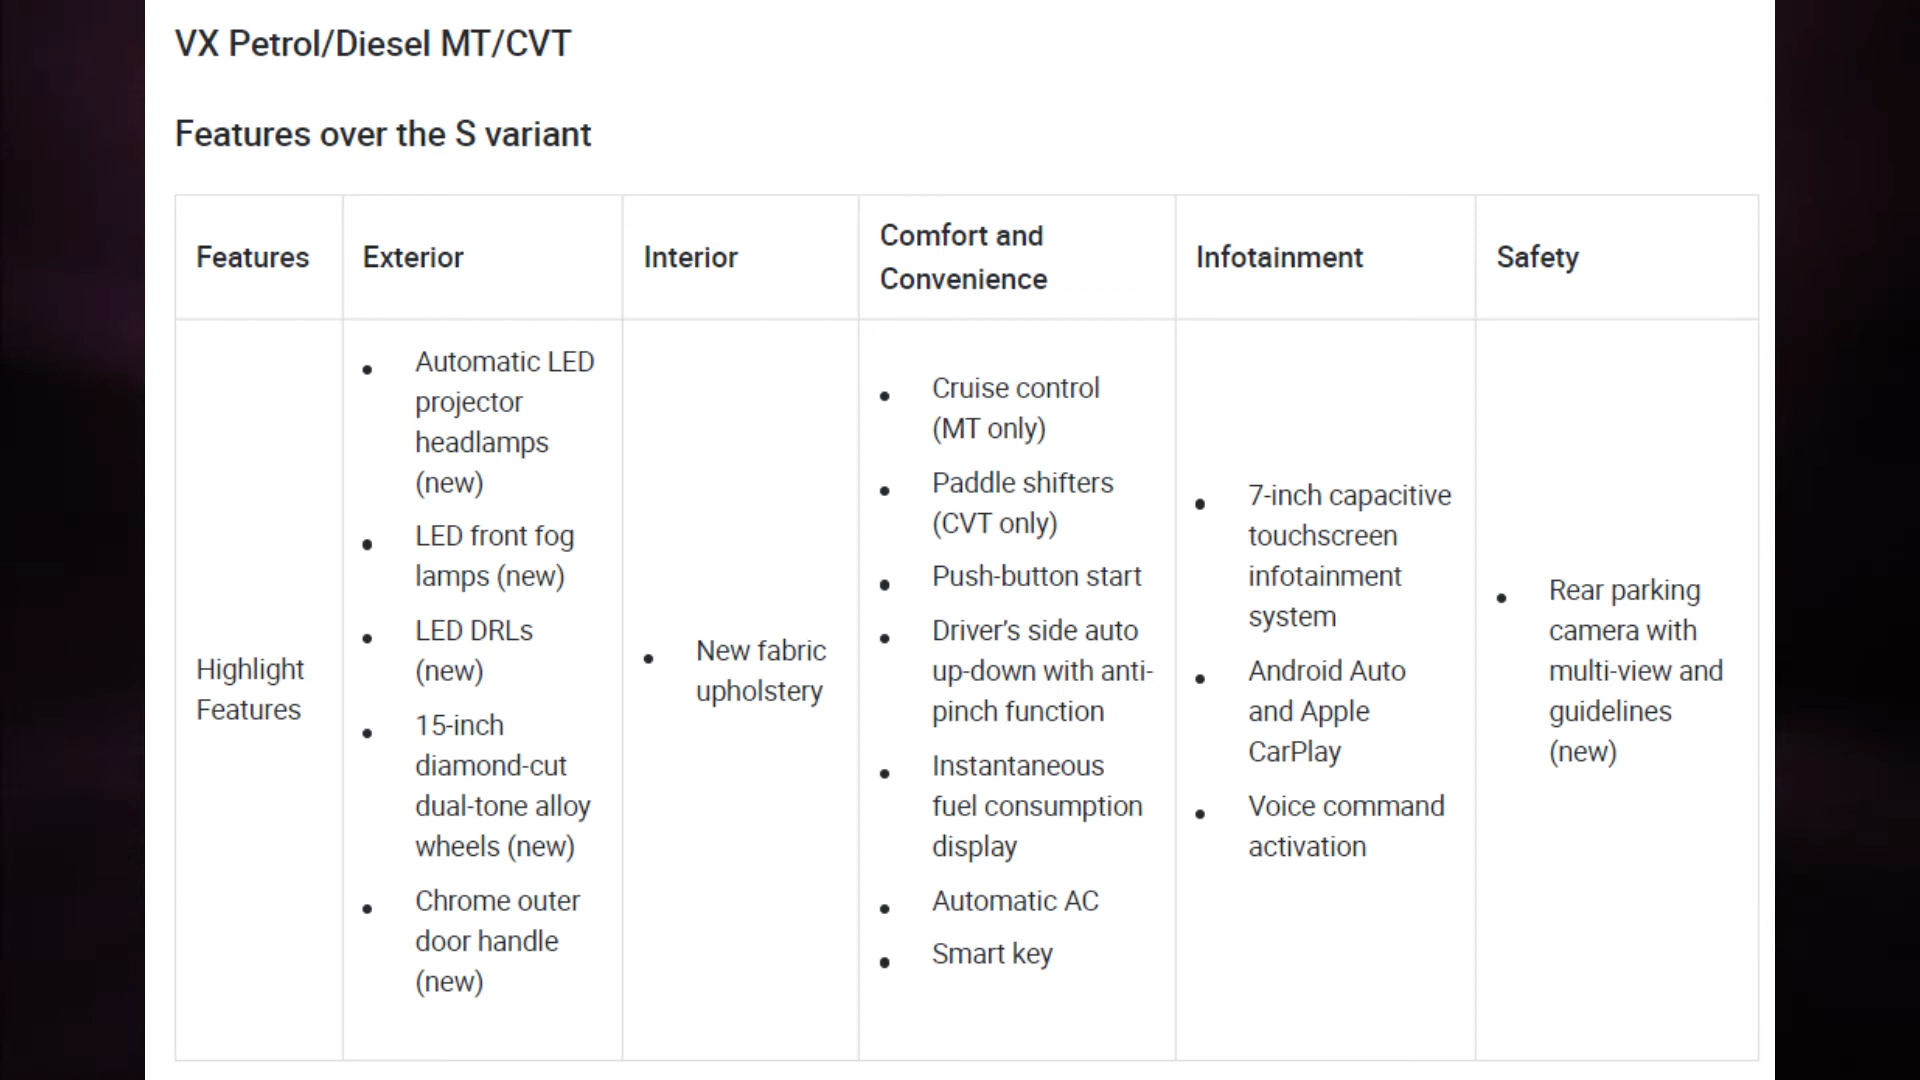 VX Petrol/Diesel MT/CVT
Features over the S variant
Features
Exterior
Interior
Comfort and
Convenience
Infotainment
Safety
Highlight
Features
• Automatic LED
projector
headlamps
(new)
• LED front fog
lamps (new)
• LED DRLs
(new)
• 15-inch
diamond-cut
dual-tone alloy
wheels (new)
• Chrome outer
door handle
(new)
• New fabric
upholstery
• Cruise control
(MT only)
• Paddle shifters
(CVT only)
• Push-button start
• Driver’s side auto
up-down with anti-
pinch function
• Instantaneous
fuel consumption
display
• Automatic AC
• Smart key
• 7-inch capacitive
touchscreen
infotainment
system
• Android Auto
and Apple
CarPlay
• Voice command
activation
• Rear parking
camera with
multi-view and
guidelines
(new)